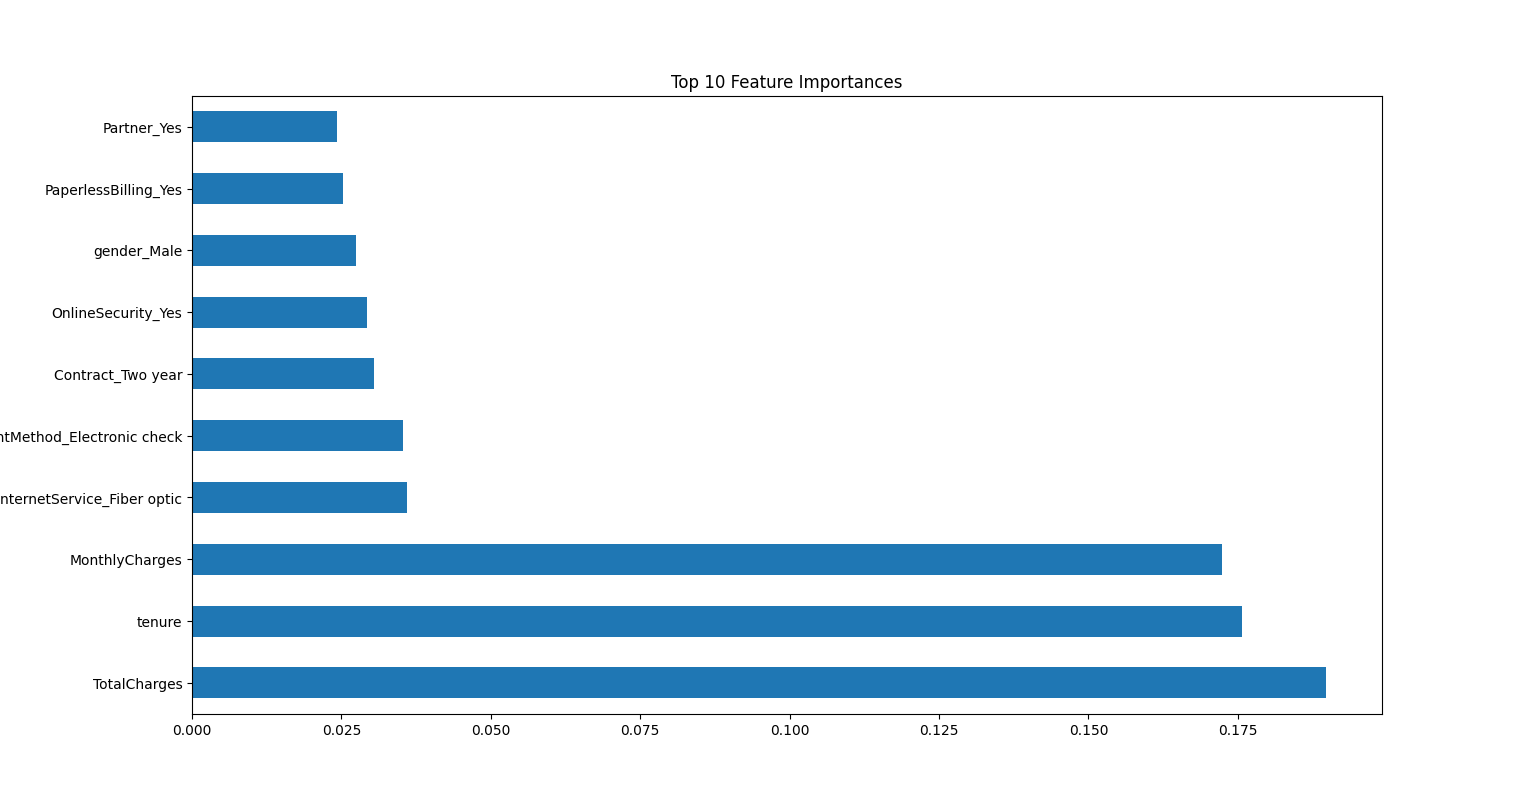 Top 10 Feature Importances
Partner_Yes
PaperlessBilling_Yes
gender_Male
OnlineSecurity_Yes
Contract_Two year
ntMethod_Electronic check
nternetService_Fiber optic
MonthlyCharges
tenure
TotalCharges
0.000 0.025 0.050 0.075 0.100 0.125 0.150 0.175